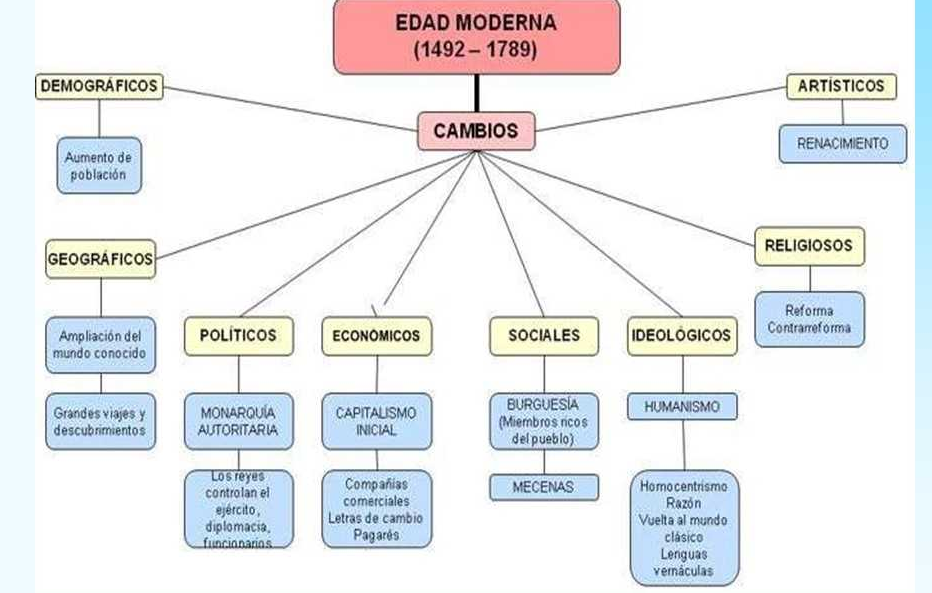 EDAD MODERNA
(1492 – 1789)
CAMBIOS
DEMOGRÁFICOS
Aumento de
población
ARTÍSTICOS
RENACIMIENTO
GEOGRÁFICOS
Ampliación del
mundo conocido
Grandes viajes y
descubrimientos
POLÍTICOS
MONARQUÍA
AUTORITARIA
Los reyes
controlan el
ejército,
diplomacia,
funcionarios
ECONÓMICOS
CAPITALISMO
INICIAL
Compañías
comerciales
Letras de cambio
Pagarés
SOCIALES
BURGUESÍA
(Miembros ricos
del pueblo)
MECENAS
IDEOLÓGICOS
HUMANISMO
Homocentrismo
Razón
Vuelta al mundo
clásico
Lenguas
vernáculas
RELIGIOSOS
Reforma
Contrarreforma